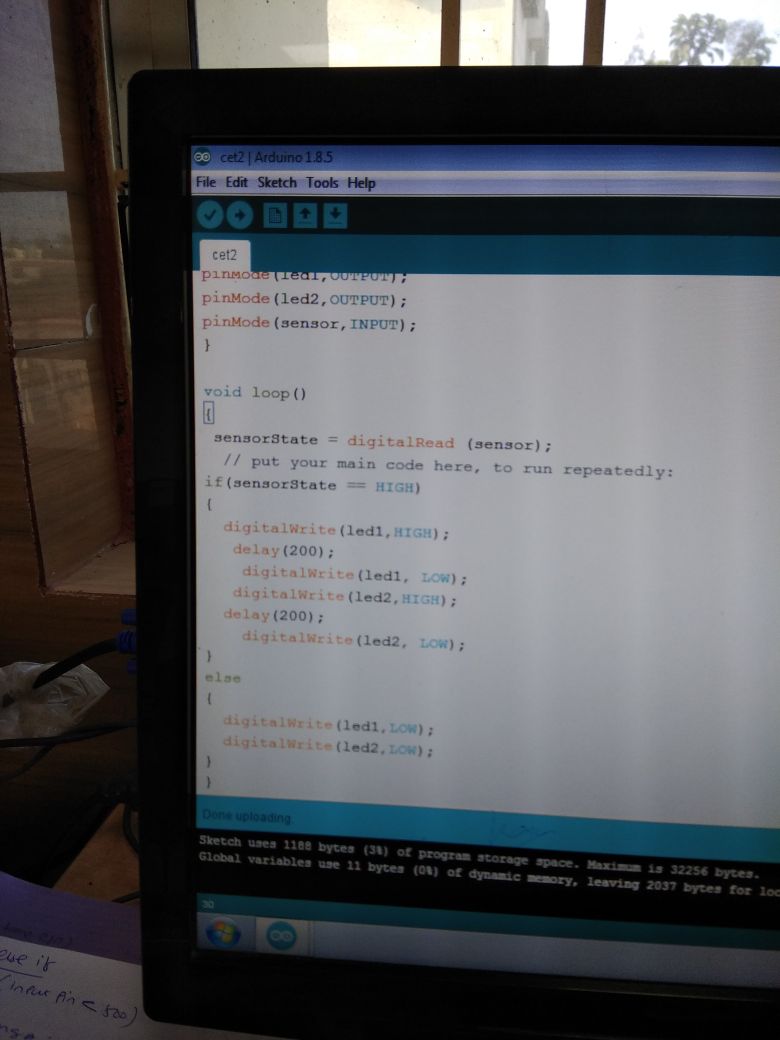 cet2 | Arduino 1.8.5
File Edit Sketch Tools Help
cet2
pinMode(led1,OUTPUT);
pinMode(led2,OUTPUT);
pinMode(sensor,INPUT);
}
void loop()
{
sensorState = digitalRead (sensor);
// put your main code here, to run repeatedly:
if(sensorState == HIGH)
{
digitalWrite(led1,HIGH);
delay(200);
digitalWrite(led1, LOW);
digitalWrite(led2,HIGH);
delay(200);
digitalWrite(led2, LOW);
}
else
{
digitalWrite(led1,LOW);
digitalWrite(led2,LOW);
}
}
Done uploading.
Sketch uses 1188 bytes (3%) of program storage space. Maximum is 32256 bytes.
Global variables use 11 bytes (0%) of dynamic memory, leaving 2037 bytes for loc
30
else if
(input Pin < 500)